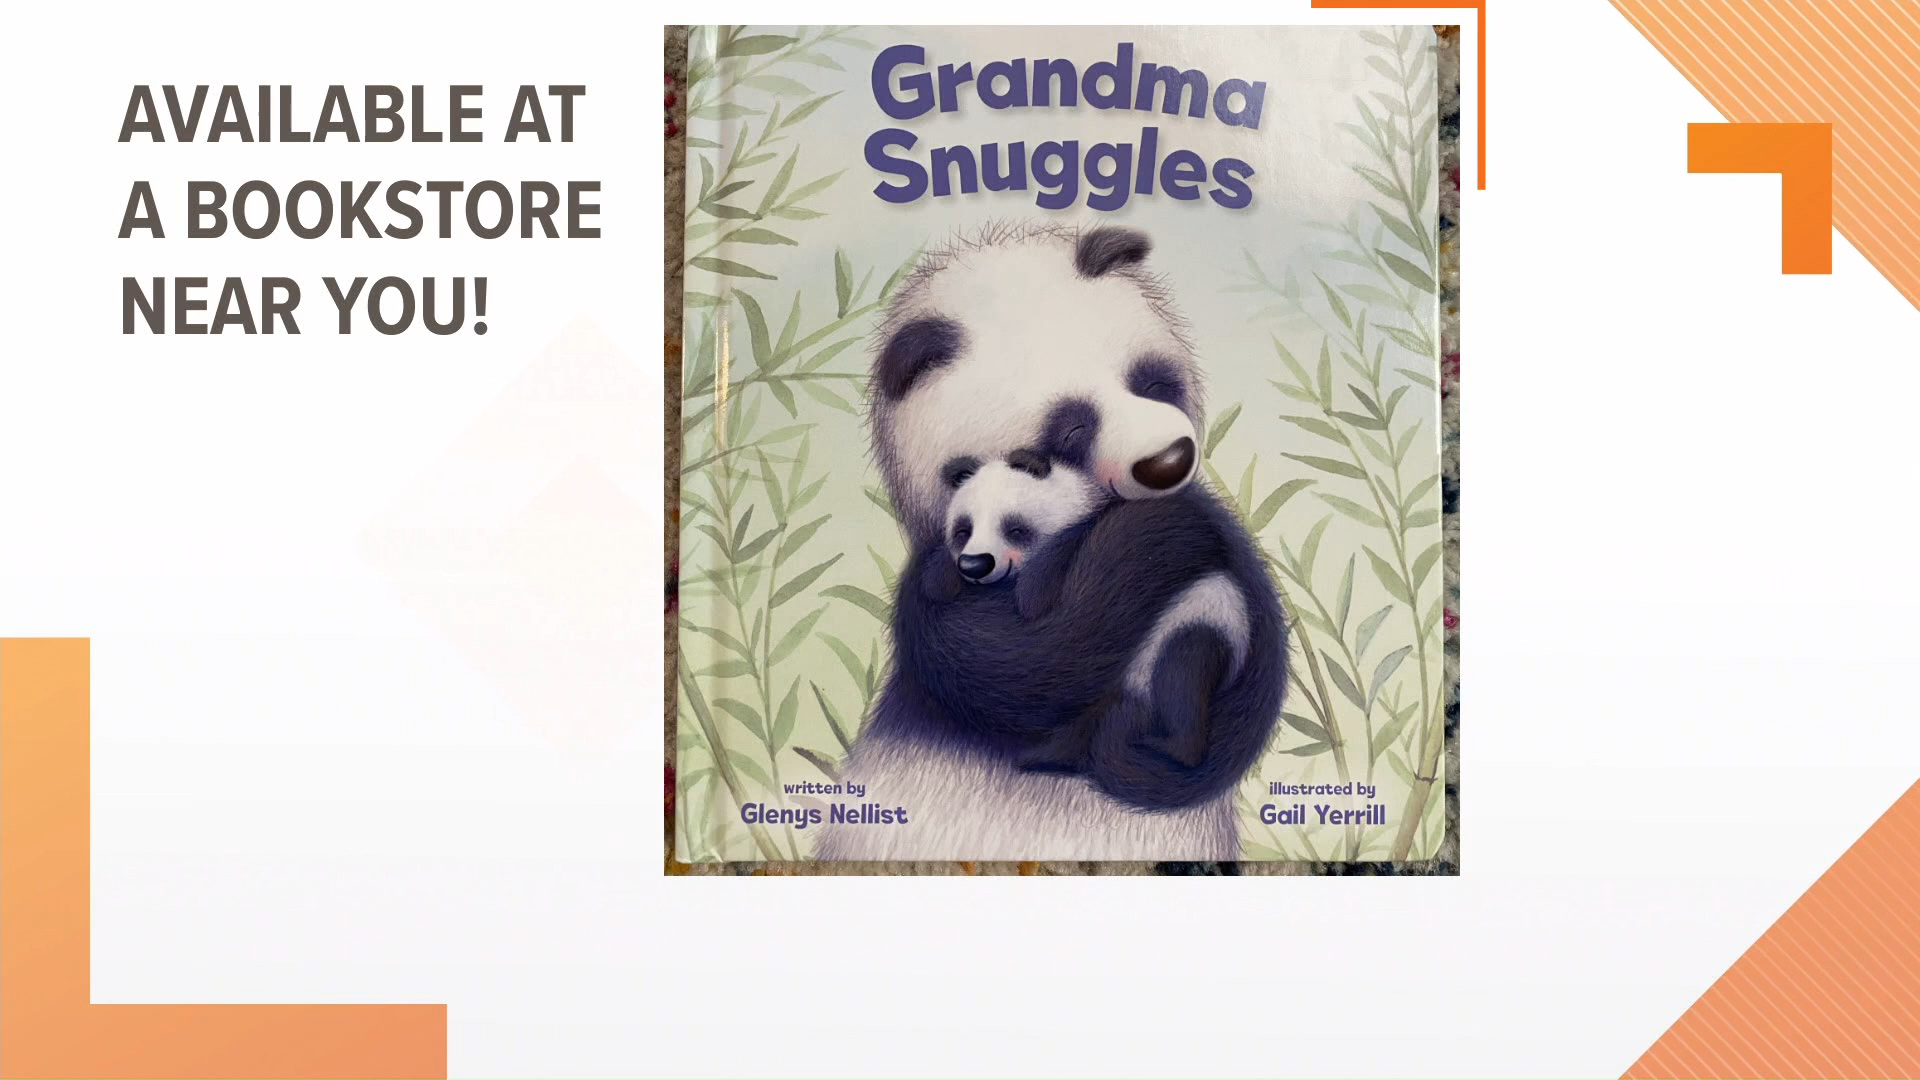 AVAILABLE AT
A BOOKSTORE
NEAR YOU!
Grandma
Snuggles
written by
Glenys Nellist
illustrated by
Gail Yerrill